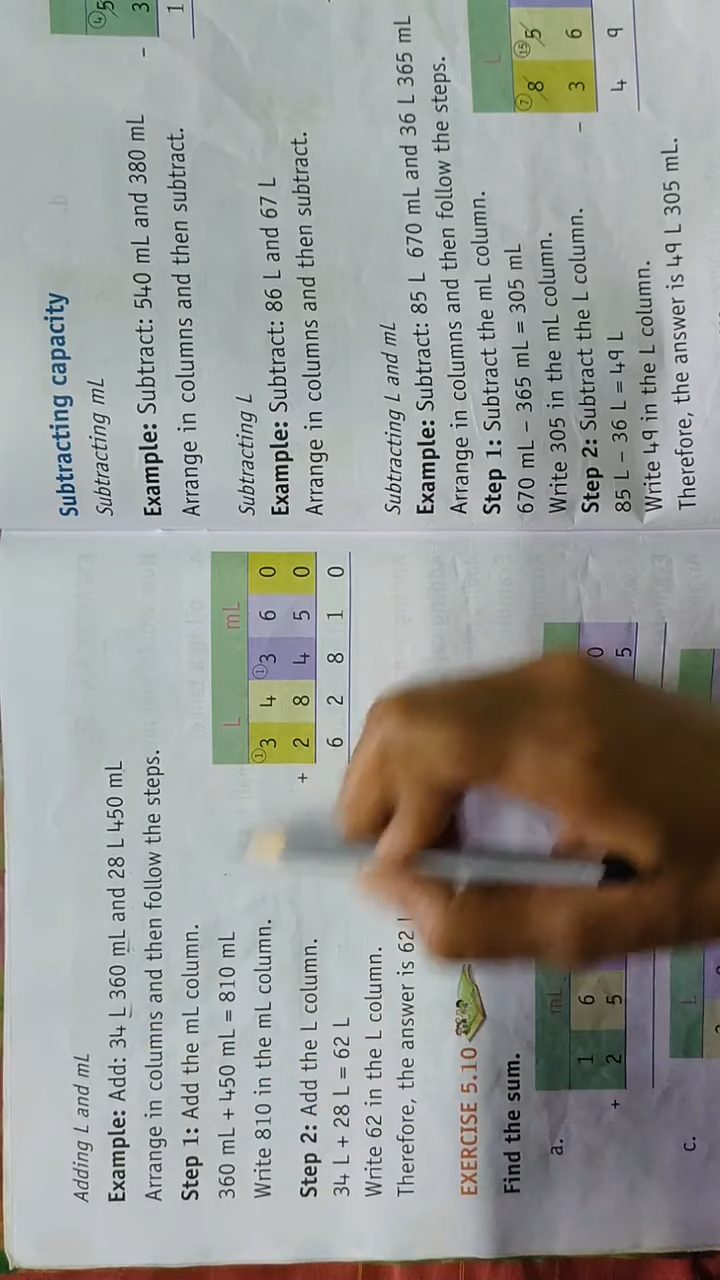 Adding L and mL
Example: Add: 34 L 360 mL and 28 L 450 mL
Arrange in columns and then follow the steps.
Step 1: Add the mL column.
360 mL + 450 mL = 810 mL
Write 810 in the mL column.
Step 2: Add the L column.
34 L + 28 L = 62 L
Write 62 in the L column.
Therefore, the answer is 62 L
L mL
①3 4 ①3 6 0
+ 2 8 4 5 0
6 2 8 1 0
EXERCISE 5.10
Find the sum.
a.
mL
1 6
+ 2 5
0
5
c.
L
Subtracting capacity
Subtracting mL
Example: Subtract: 540 mL and 380 mL
Arrange in columns and then subtract.
④5
- 3
1
Subtracting L
Example: Subtract: 86 L and 67 L
Arrange in columns and then subtract.
Subtracting L and mL
Example: Subtract: 85 L 670 mL and 36 L 365 mL
Arrange in columns and then follow the steps.
Step 1: Subtract the mL column.
670 mL – 365 mL = 305 mL
Write 305 in the mL column.
Step 2: Subtract the L column.
85 L – 36 L = 49 L
Write 49 in the L column.
Therefore, the answer is 49 L 305 mL.
L
⑦8 ⑮5
- 3 6
4 9